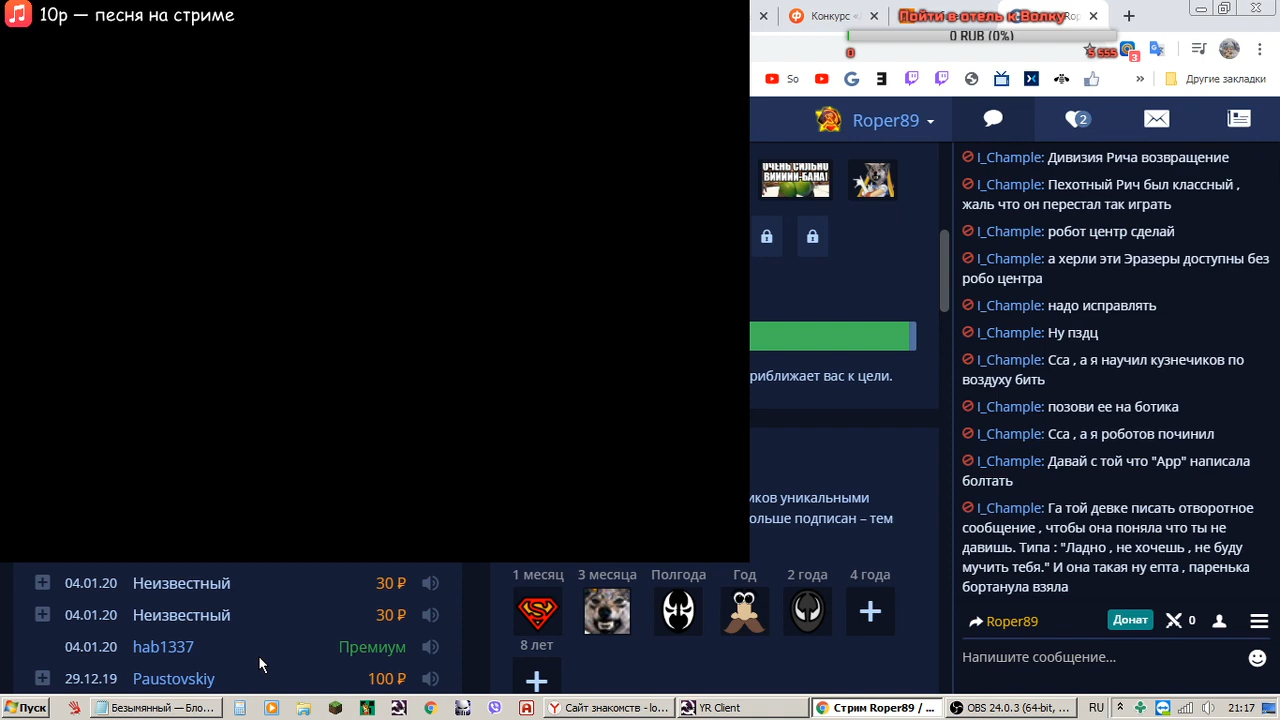 10р — песня на стриме
Конкурс «
Пойти в отель к Волку
0 RUB (0%)
0
5 555
3
So
Другие закладки
Roper89
2
ОЧЕНЬ СИЛЬНО
ВИИИИИ-БАНА!
I_Chample: Дивизия Рича возвращение
I_Chample: Пехотный Рич был классный ,
жаль что он перестал так играть
I_Chample: робот центр сделай
I_Chample: а херли эти Эразеры доступны без
робо центра
I_Chample: надо исправлять
I_Chample: Ну пздц
I_Chample: Сса , а я научил кузнечиков по
воздуху бить
I_Chample: позови ее на ботика
I_Chample: Сса , а я роботов починил
I_Chample: Давай с той что "Арр" написала
болтать
I_Chample: Га той девке писать отворотное
сообщение , чтобы она поняла что ты не
давишь. Типа : "Ладно , не хочешь , не буду
мучить тебя." И она такая ну епта , паренька
бортанула взяла
риближает вас к цели.
иков уникальными
ольше подписан – тем
1 месяц 3 месяца Полгода Год 2 года 4 года
8 лет
04.01.20 Неизвестный 30 ₽
04.01.20 Неизвестный 30 ₽
04.01.20 hab1337 Премиум
29.12.19 Paustovskiy 100 ₽
Roper89 Донат 0
Напишите сообщение...
Пуск
Безымянный — Бло...
Сайт знакомств - lo...
YR Client
Стрим Roper89 / ...
OBS 24.0.3 (64-bit, ...
RU
21:17